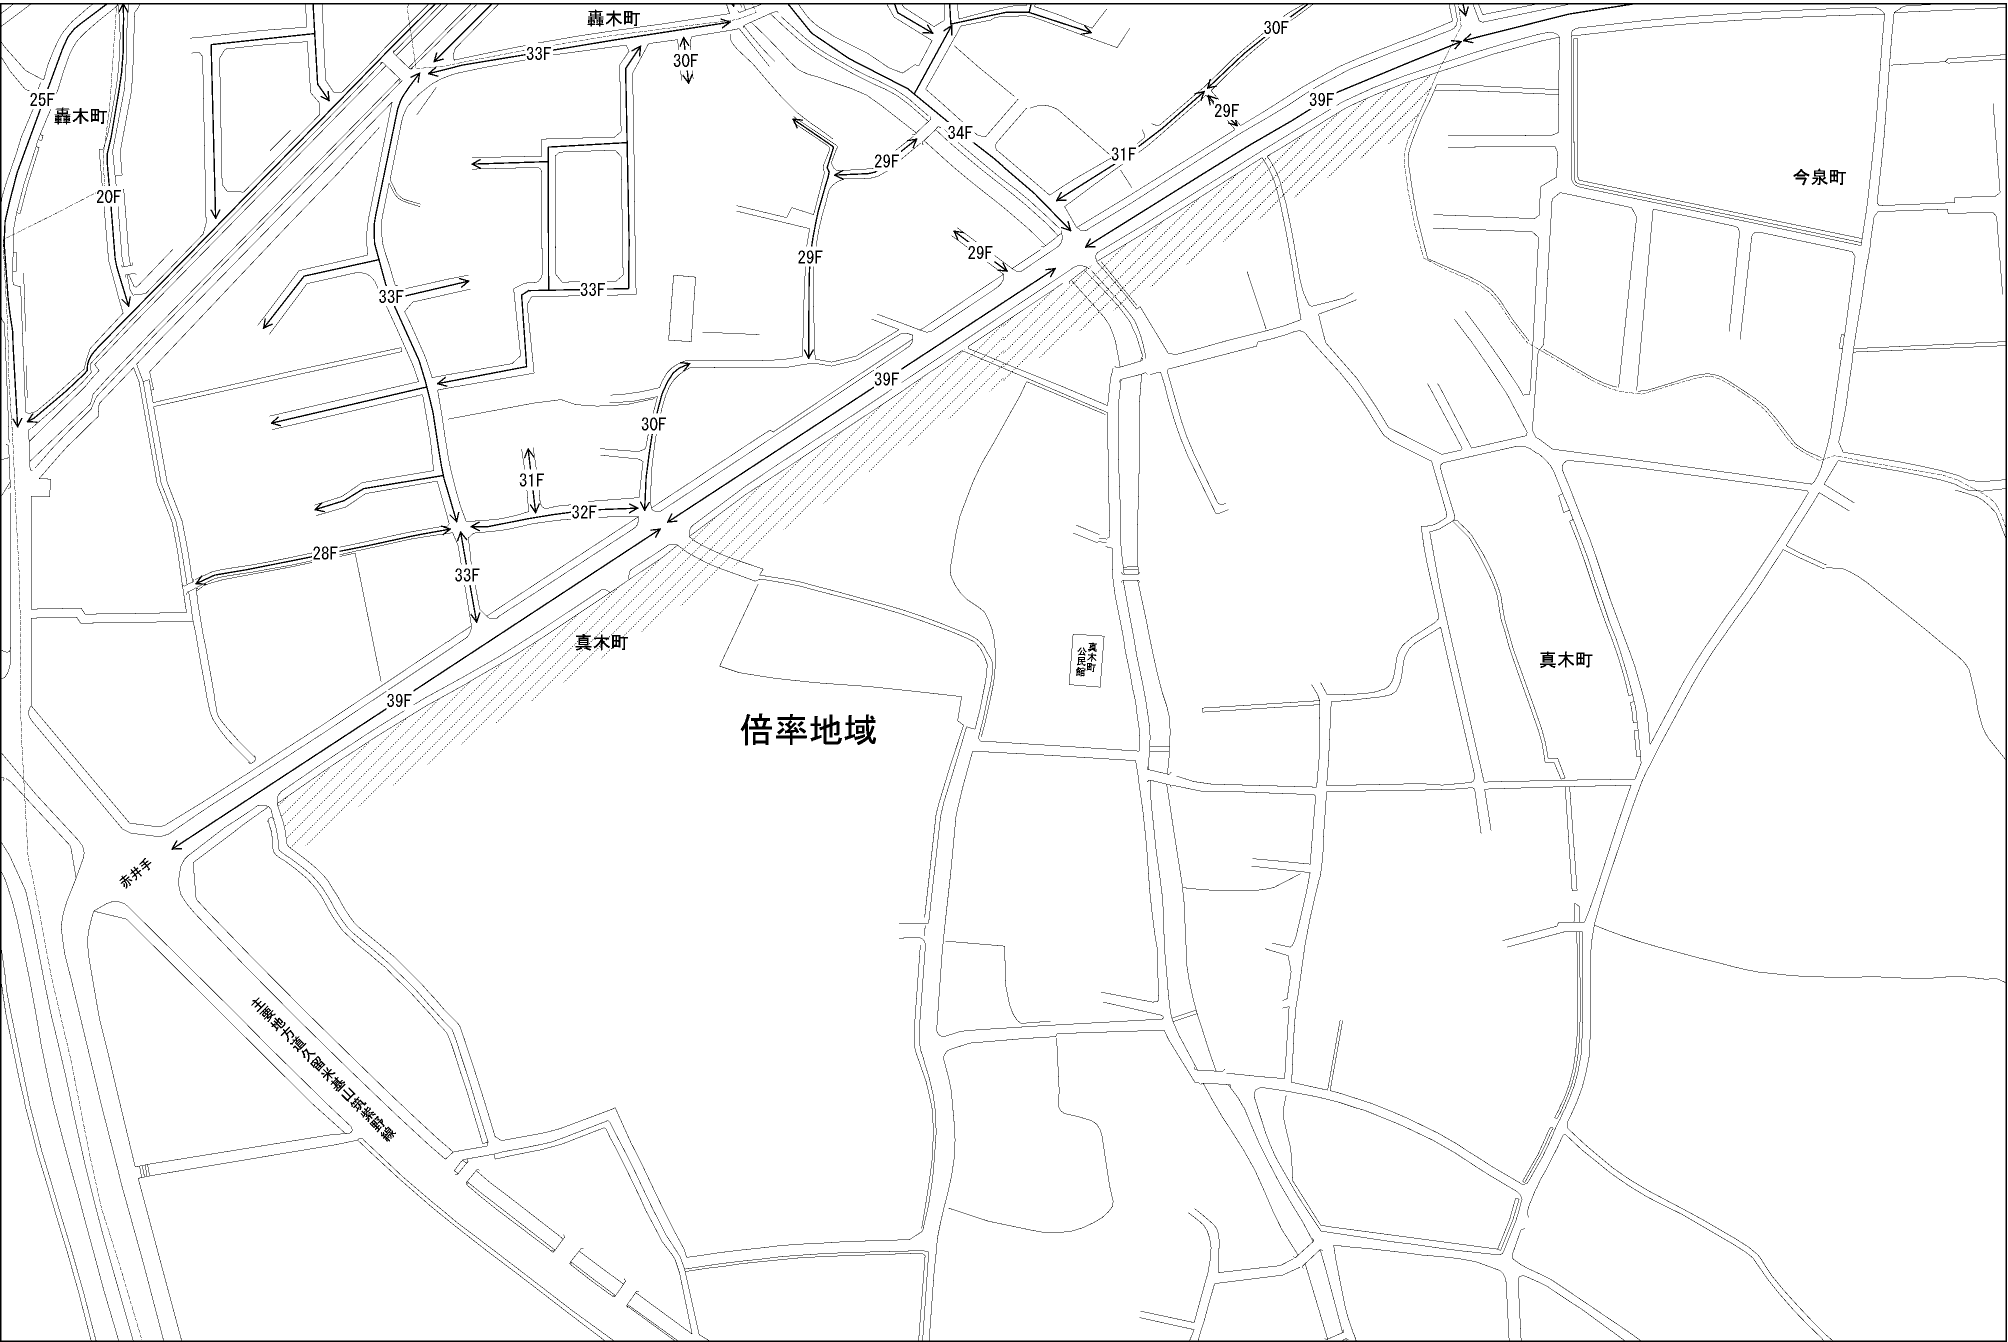 轟木町
30F
33F
30F
25F
39F
轟木町
29F
34F
31F
29F
今泉町
20F
29F
29F
33F
33F
39F
30F
31F
32F
28F
33F
真木町
真木町
公民館
真木町
39F
倍率地域
赤井手
主要地方道久留米基山筑紫野線